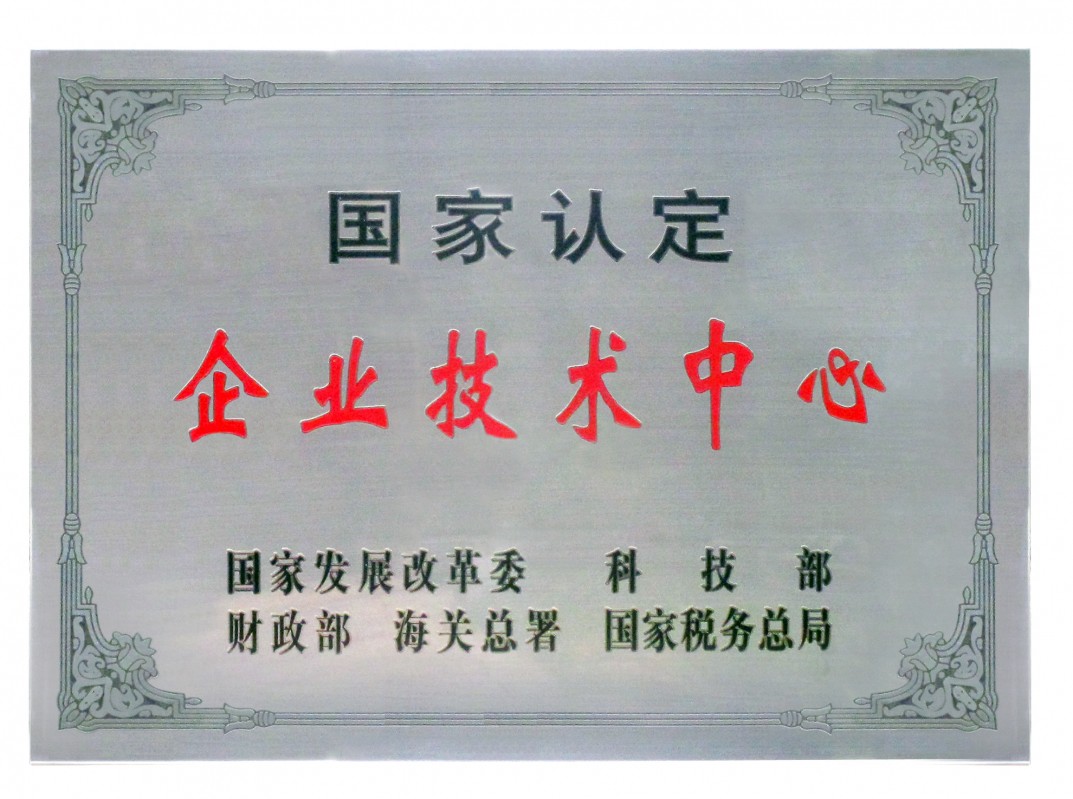 国家认定
企业技术中心
国家发展改革委 科技部
财政部 海关总署 国家税务总局